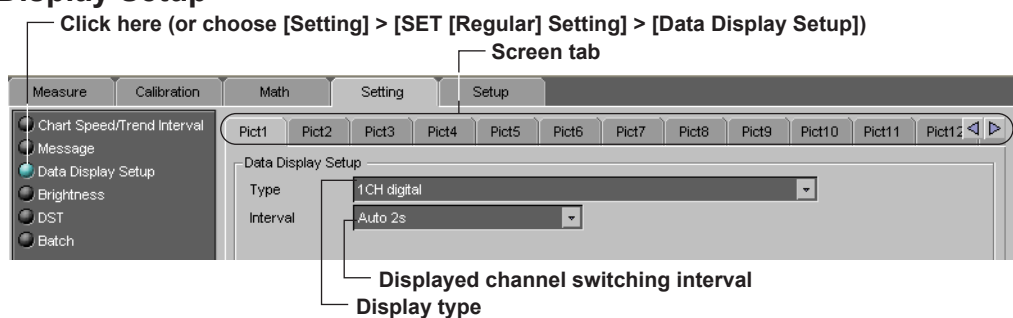 Display Setup
Click here (or choose [Setting] > [SET [Regular] Setting] > [Data Display Setup])
Screen tab
Measure Calibration Math Setting Setup
Chart Speed/Trend Interval
Message
Data Display Setup
Brightness
DST
Batch
Pict1 Pict2 Pict3 Pict4 Pict5 Pict6 Pict7 Pict8 Pict9 Pict10 Pict11 Pict12
Data Display Setup
Type 1CH digital
Interval Auto 2s
Displayed channel switching interval
Display type